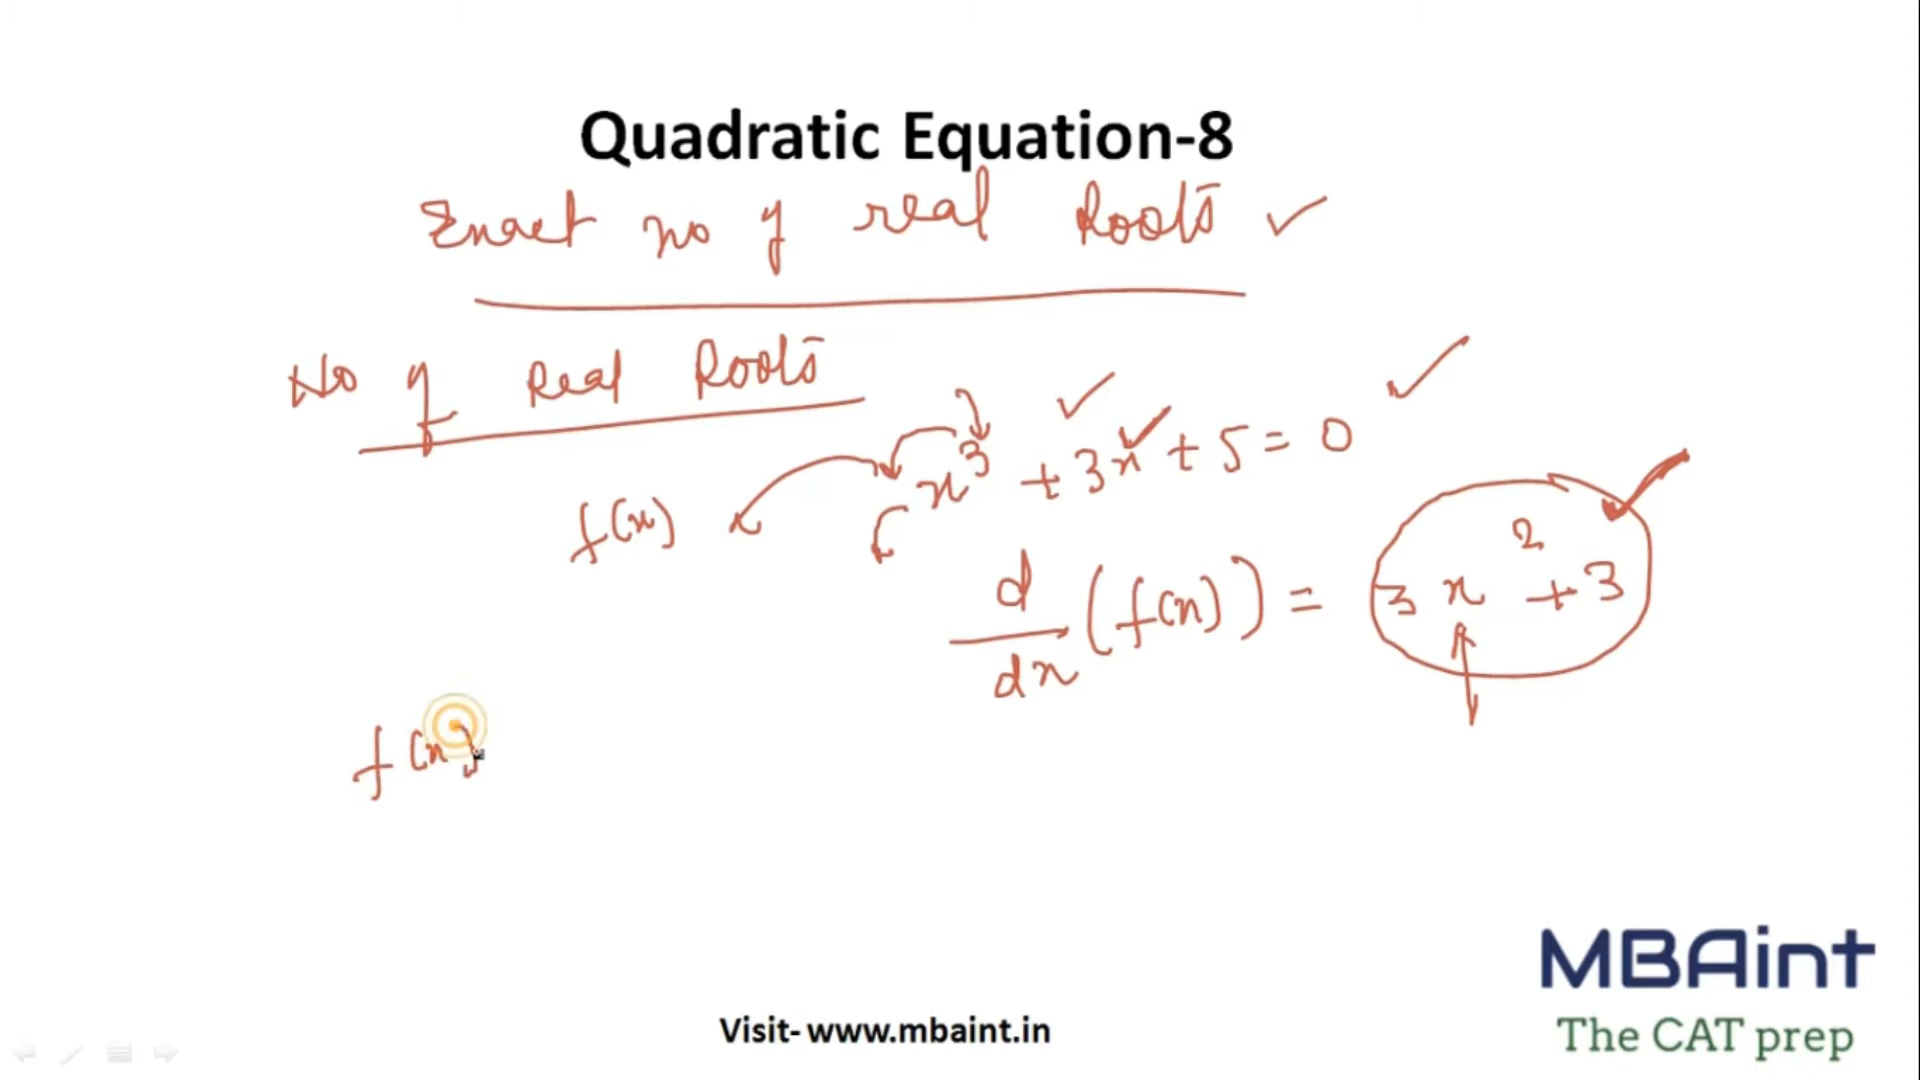 Quadratic Equation-8
Exact no of real Roots ✓
No of Real Roots
f(x) x³ + 3x + 5 = 0
d/dx (f(x)) = 3x² + 3
f(x)
MBAint
The CAT prep
Visit- www.mbaint.in